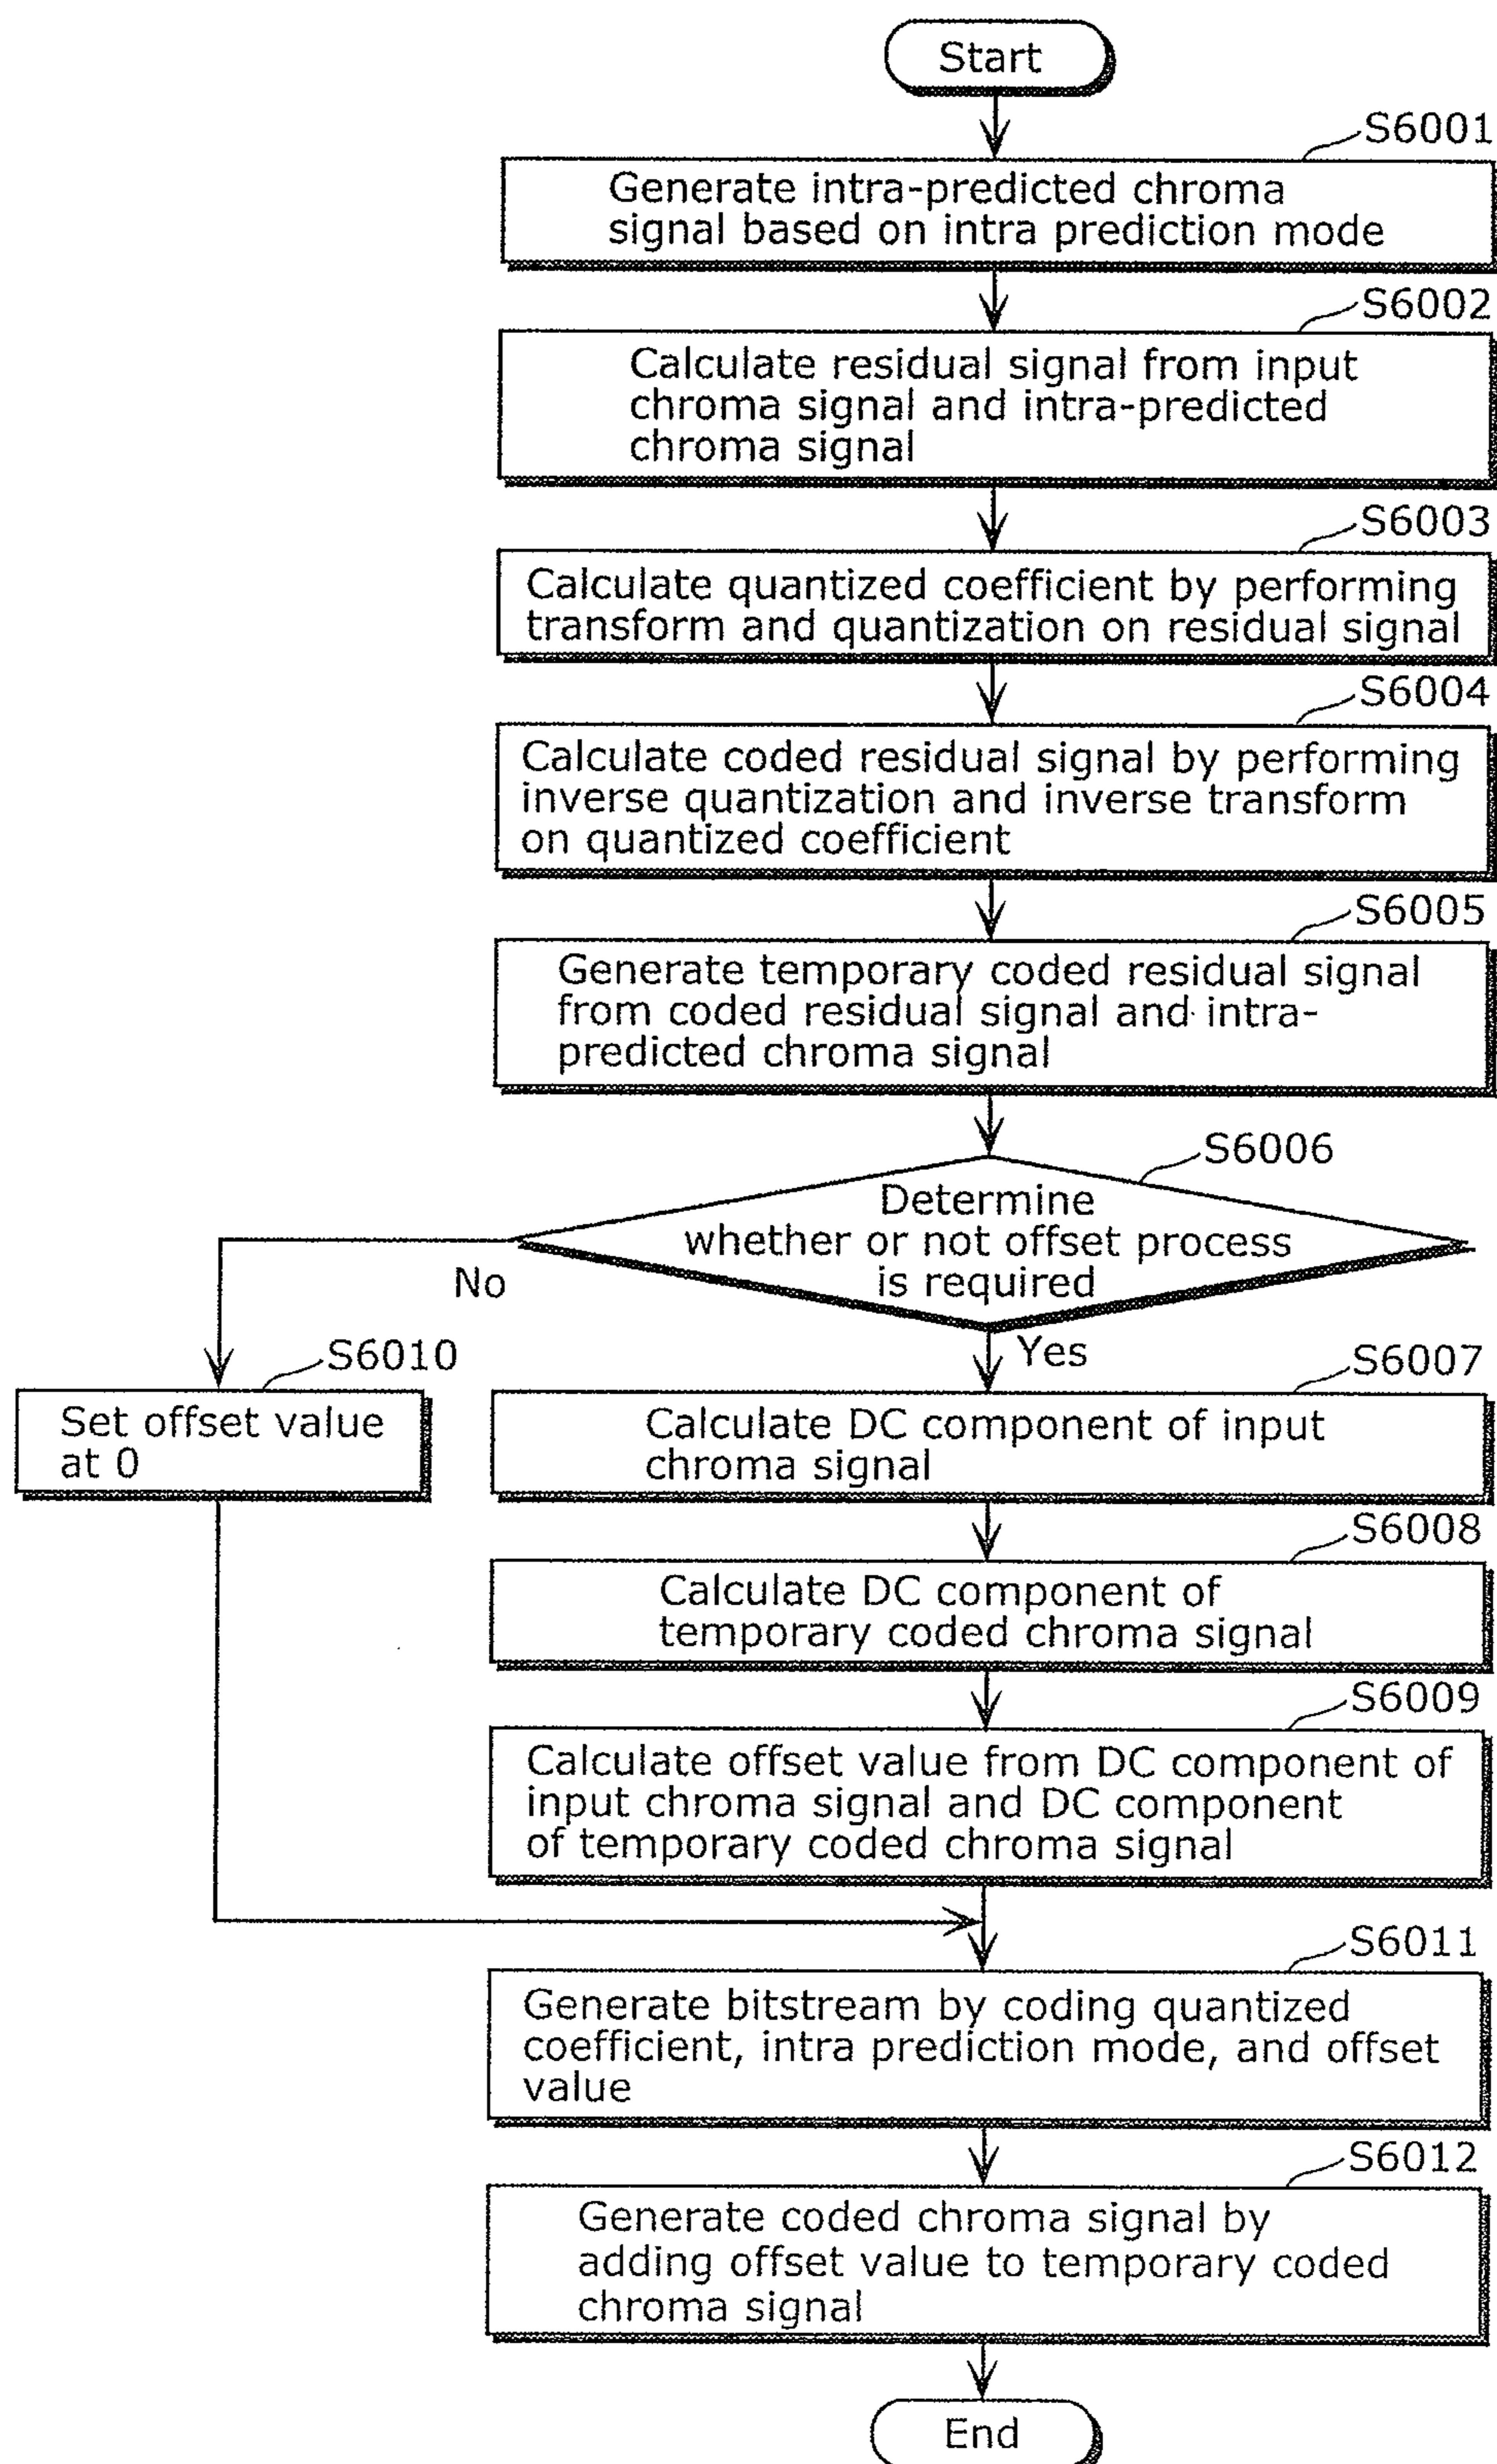 Start
S6001
Generate intra-predicted chroma
signal based on intra prediction mode
S6002
Calculate residual signal from input
chroma signal and intra-predicted
chroma signal
S6003
Calculate quantized coefficient by performing
transform and quantization on residual signal
S6004
Calculate coded residual signal by performing
inverse quantization and inverse transform
on quantized coefficient
S6005
Generate temporary coded residual signal
from coded residual signal and intra-
predicted chroma signal
S6006
Determine
whether or not offset process
is required
No
Yes
S6010
Set offset value
at 0
S6007
Calculate DC component of input
chroma signal
S6008
Calculate DC component of
temporary coded chroma signal
S6009
Calculate offset value from DC component of
input chroma signal and DC component
of temporary coded chroma signal
S6011
Generate bitstream by coding quantized
coefficient, intra prediction mode, and offset
value
S6012
Generate coded chroma signal by
adding offset value to temporary coded
chroma signal
End